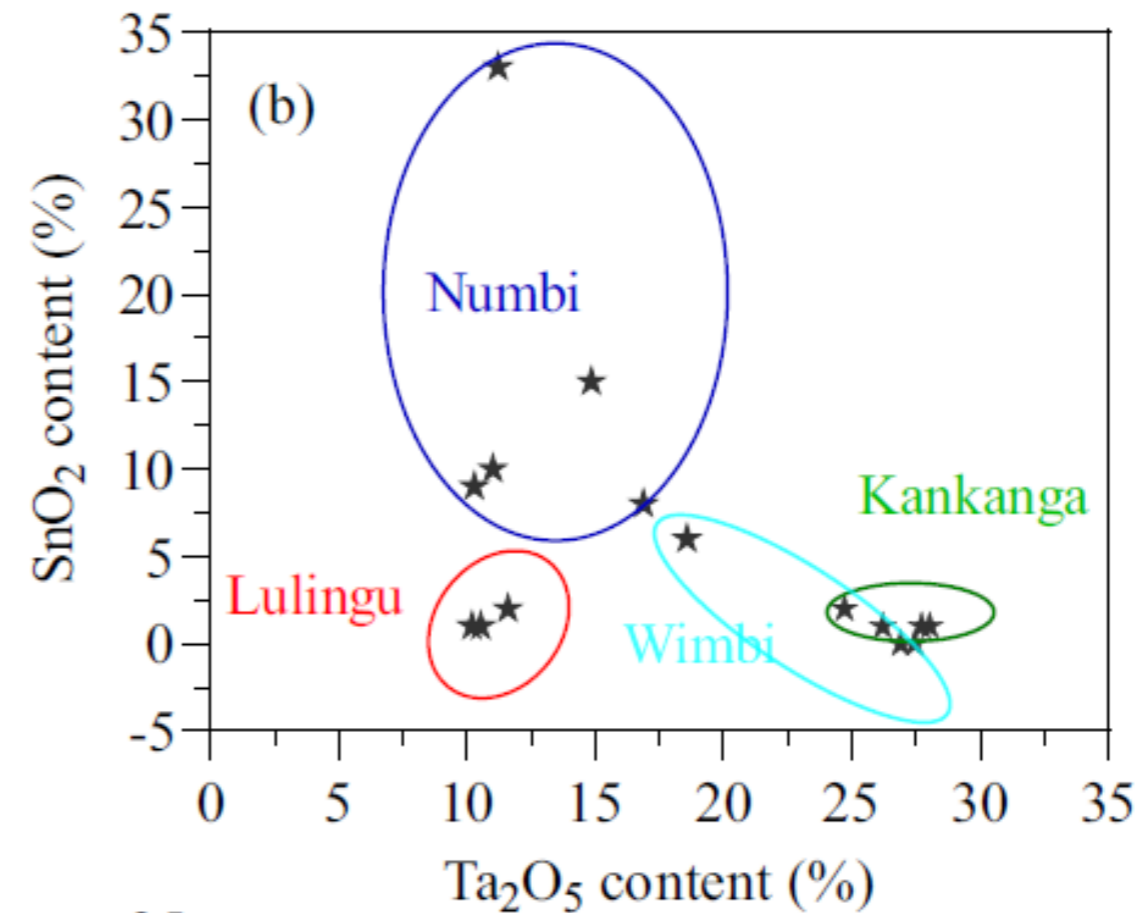 (b)
SnO₂ content (%)
35
30
25
20
15
10
5
0
-5
Numbi
Kankanga
Lulingu
Wimbi
0 5 10 15 20 25 30 35
Ta₂O₅ content (%)